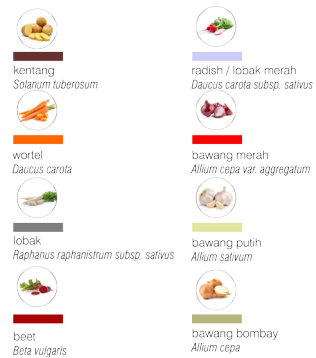 kentang
Solanum tuberosum
wortel
Daucus carota
lobak
Raphanus raphanistrum subsp. sativus
beet
Beta vulgaris
radish / lobak merah
Daucus carota subsp. sativus
bawang merah
Allium cepa var. aggregatum
bawang putih
Allium sativum
bawang bombay
Allium cepa